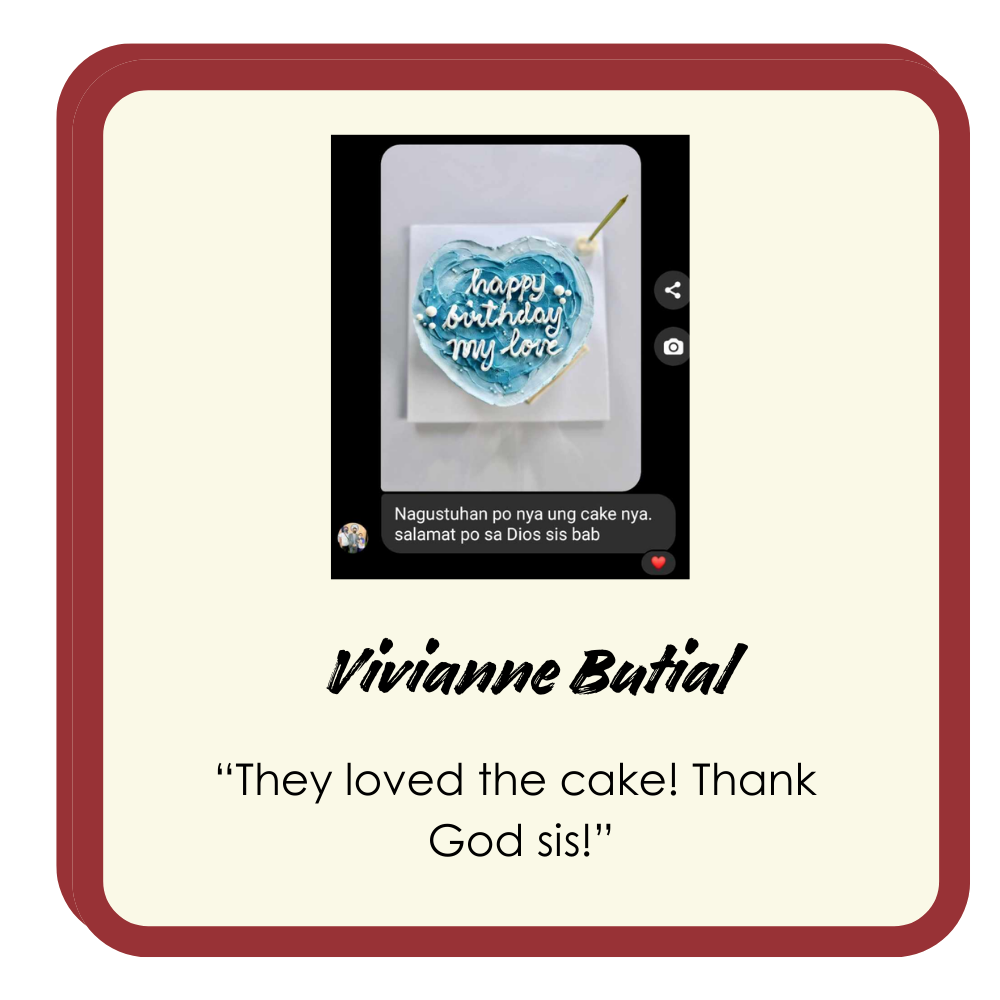 happy
birthday
my love
Nagustuhan po nya ung cake nya.
salamat po sa Dios sis bab
Vivianne Butial
“They loved the cake! Thank
God sis!”